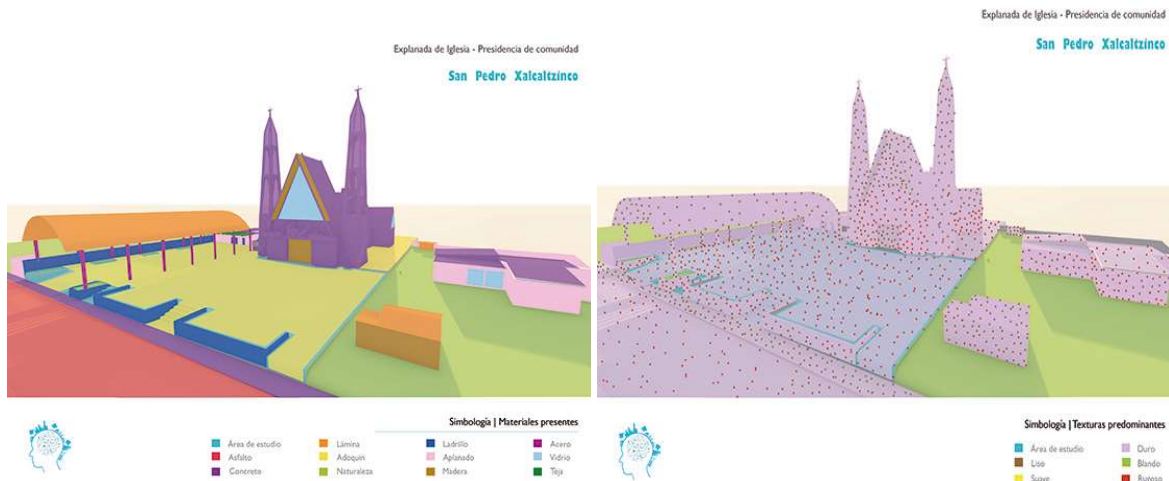 Explanada de Iglesia - Presidencia de comunidad
San Pedro Xalcaltzinco
Simbología | Materiales presentes
Área de estudio
Lámina
Ladrillo
Acero
Asfalto
Adoquin
Aplanado
Vidrio
Concreto
Naturaleza
Madera
Teja
Explanada de Iglesia - Presidencia de comunidad
San Pedro Xalcaltzinco
Simbología | Texturas predominantes
Área de estudio
Duro
Liso
Blando
Suave
Rugoso